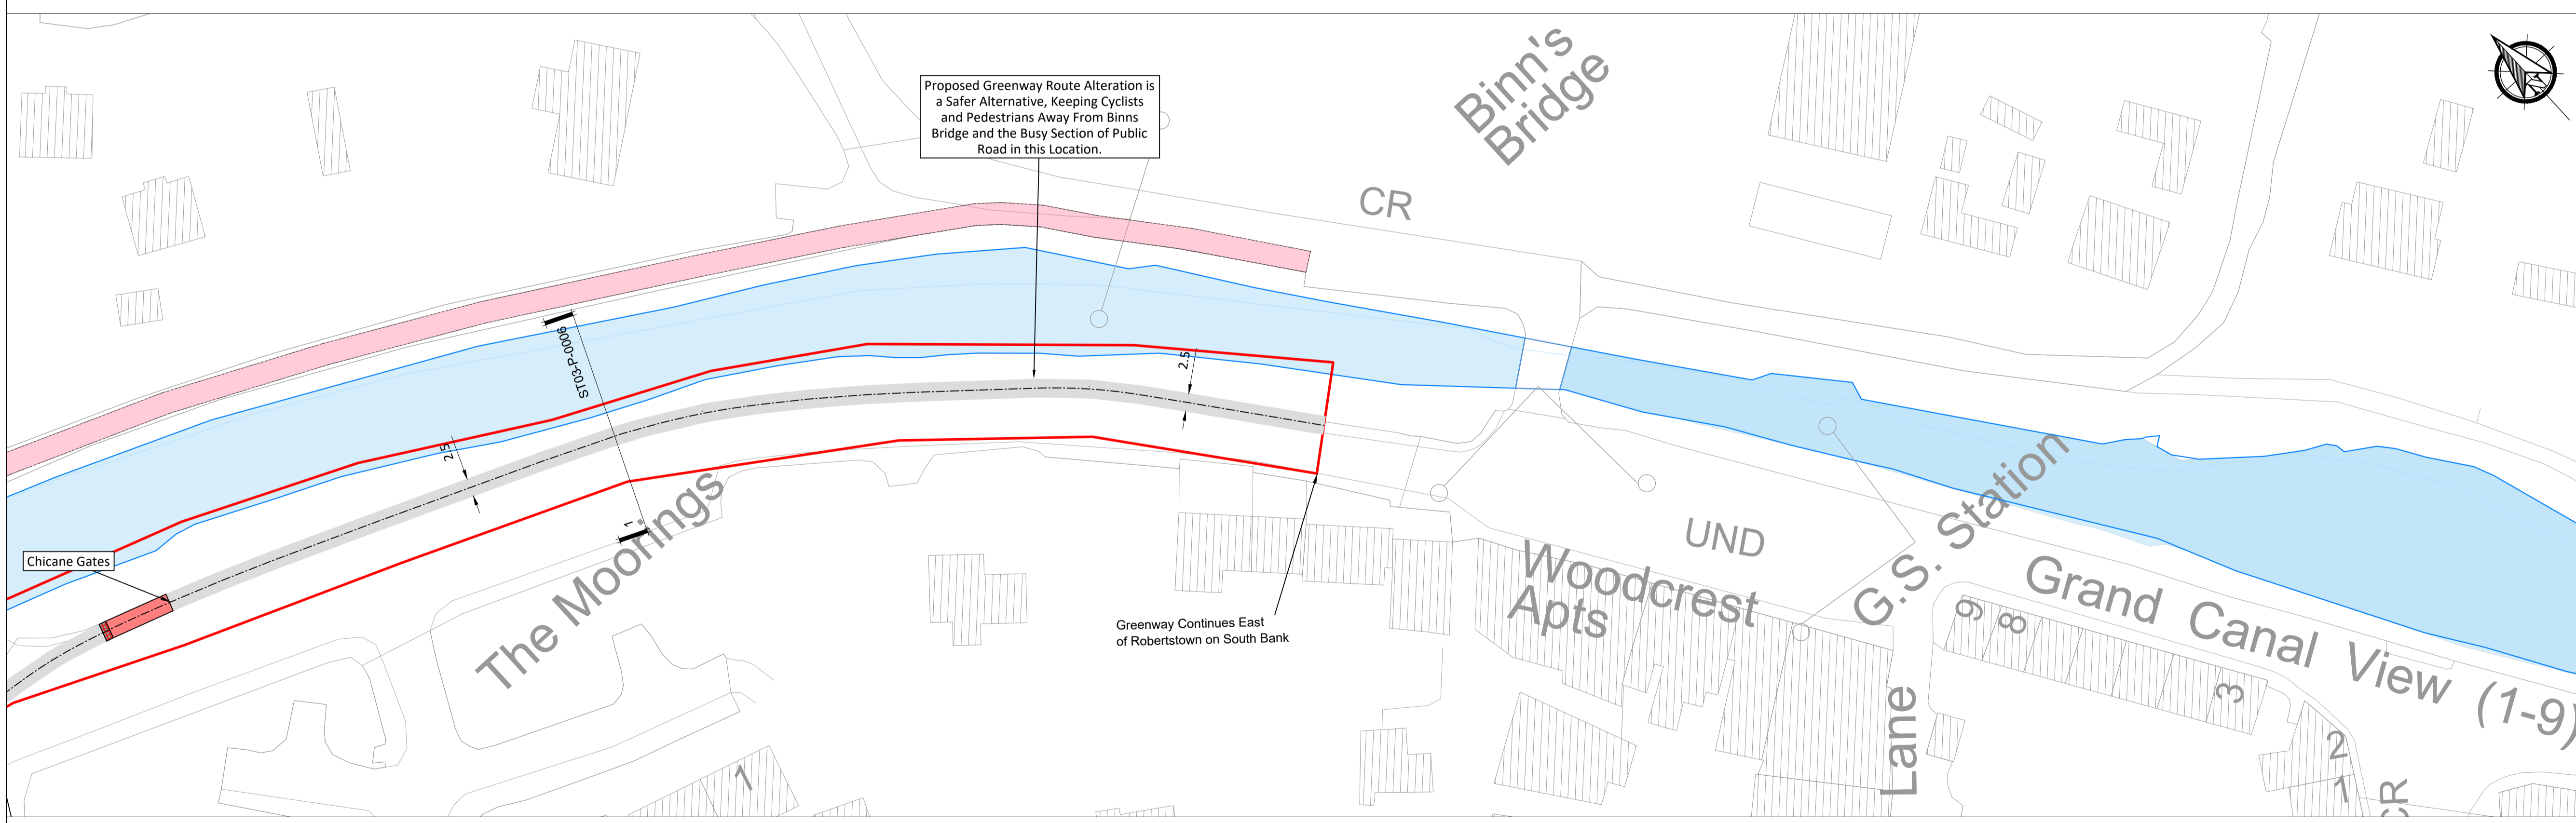 Binn's
Bridge
Proposed Greenway Route Alteration is
a Safer Alternative, Keeping Cyclists
and Pedestrians Away From Binns
Bridge and the Busy Section of Public
Road in this Location.
CR
ST03-P-0006
2.5
2.5
1
Chicane Gates
The Moorings
Greenway Continues East
of Robertstown on South Bank
UND
Woodcrest
Apts
G.S. Station
Grand Canal View (1-9)
9
8
3
2
1
Lane
CR
1